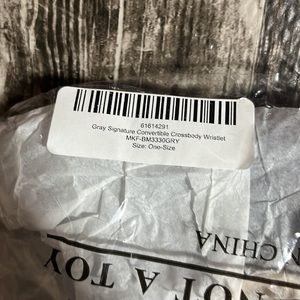 61614291
Gray Signature Convertible Crossbody Wristlet
MKF-BM3330GRY
Size: One-Size
CHINA
NOT A TOY